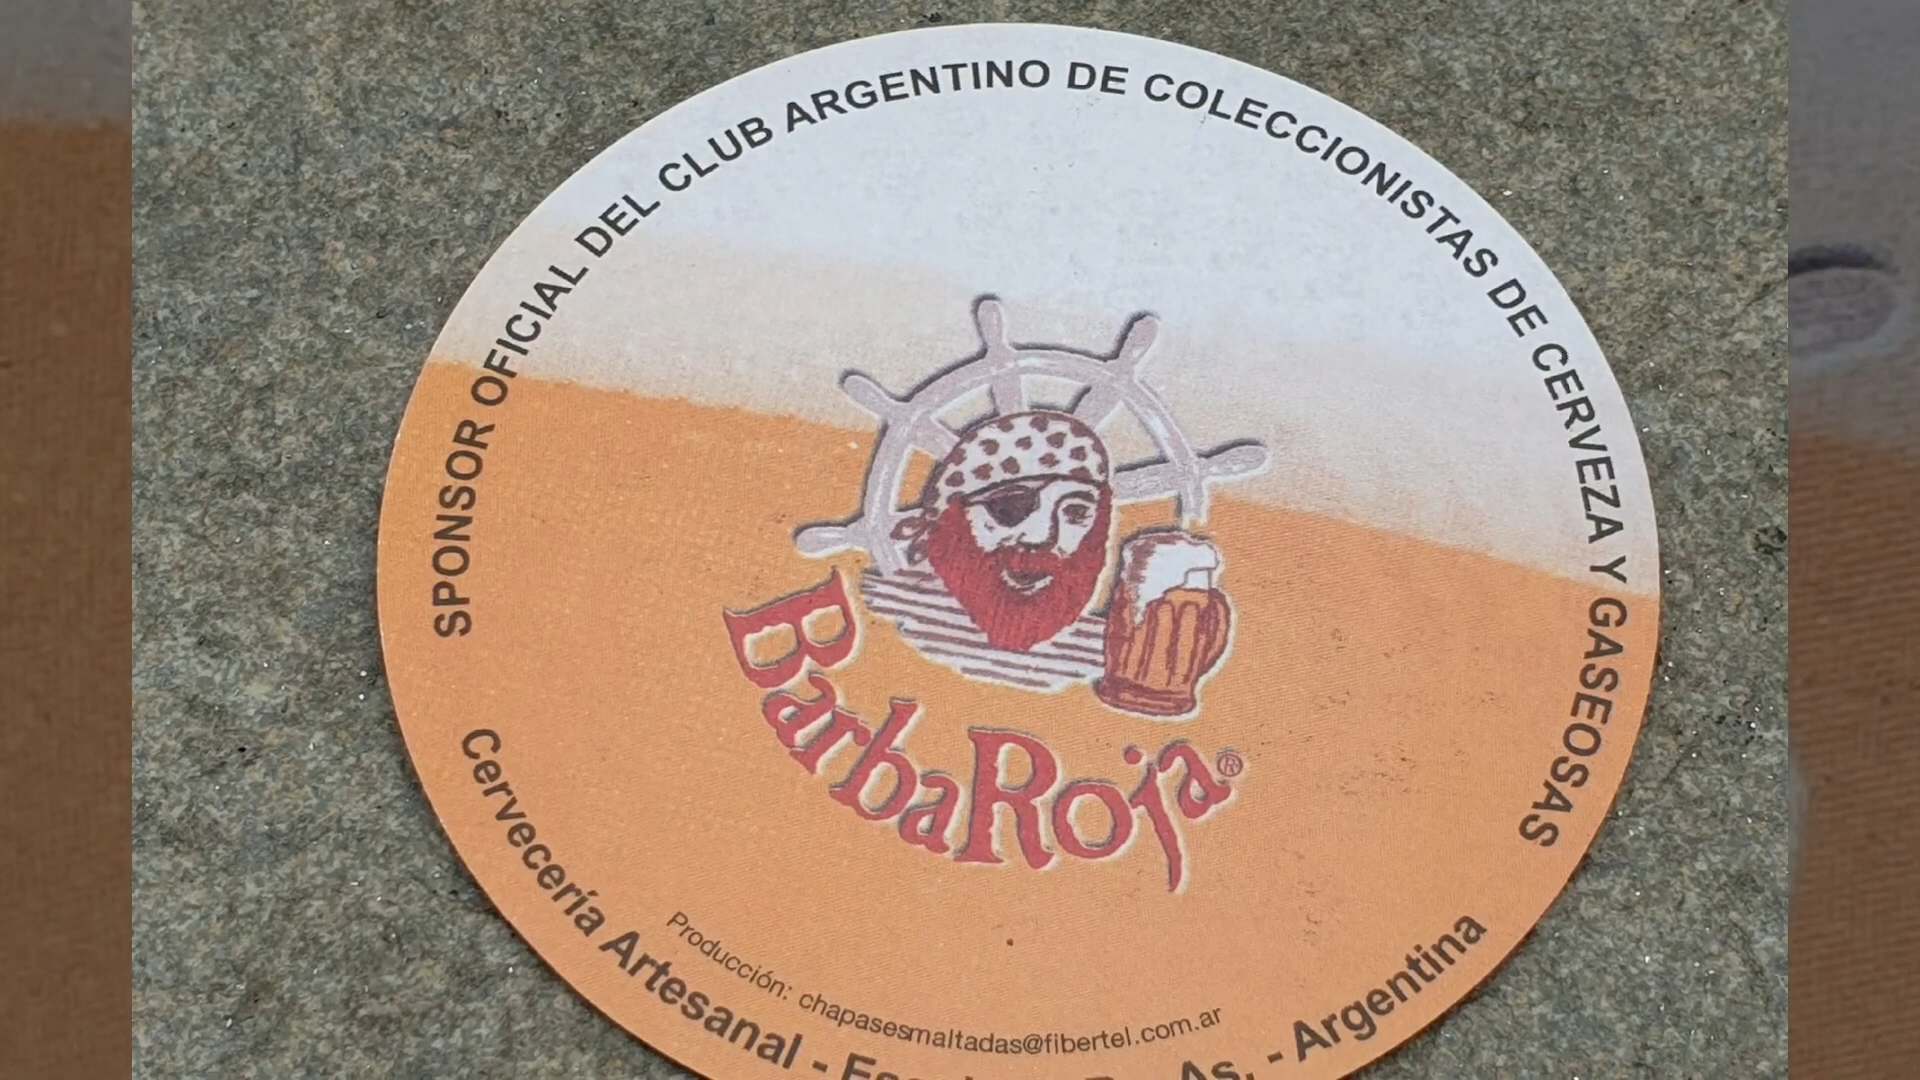 SPONSOR OFICIAL DEL CLUB ARGENTINO DE COLECCIONISTAS DE CERVEZA Y GASEOSAS
BarbaRoja®
Producción: chapasesmaltadas@fibertel.com.ar
Cervecería Artesanal - As. - Argentina